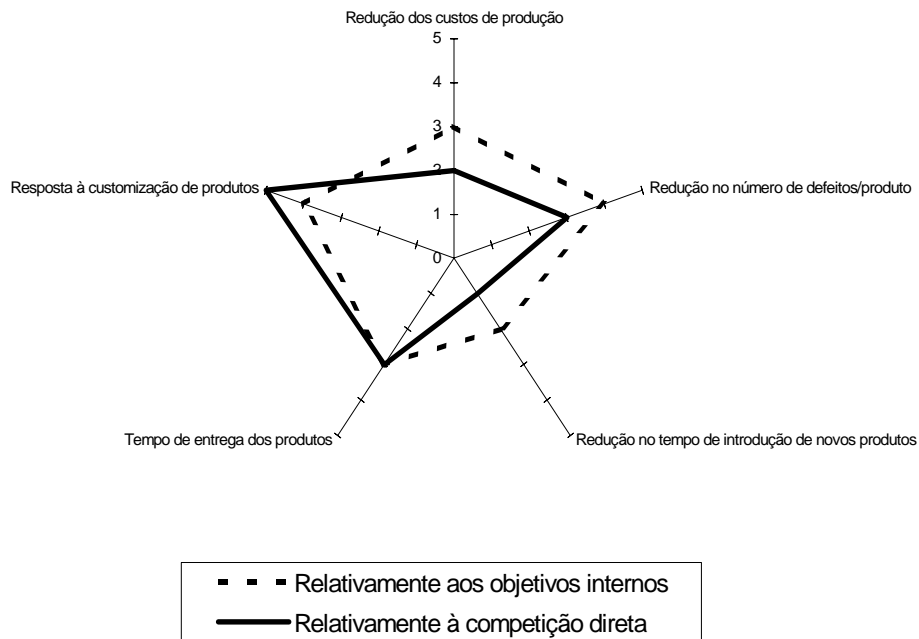 Redução dos custos de produção
5
4
3
2
1
0
Resposta à customização de produtos
Redução no número de defeitos/produto
Tempo de entrega dos produtos
Redução no tempo de introdução de novos produtos
Relativamente aos objetivos internos
Relativamente à competição direta